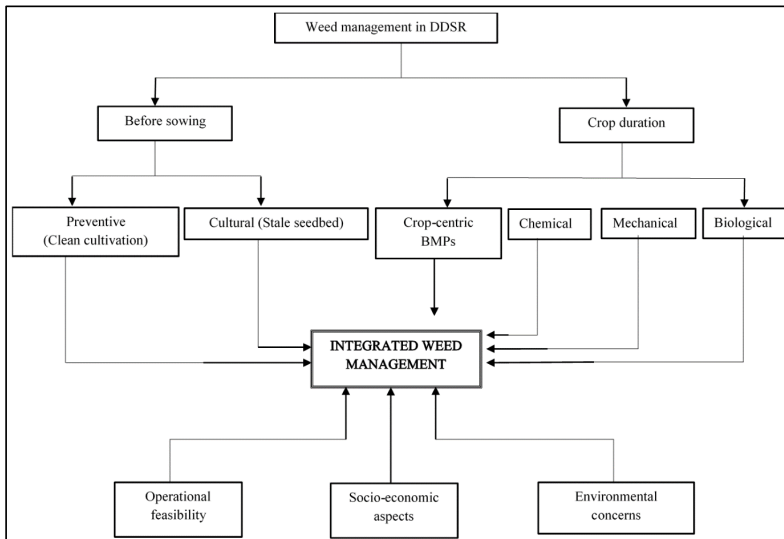 Weed management in DDSR
Before sowing
Crop duration
Preventive
(Clean cultivation)
Cultural (Stale seedbed)
Crop-centric
BMPs
Chemical
Mechanical
Biological
INTEGRATED WEED
MANAGEMENT
Operational
feasibility
Socio-economic
aspects
Environmental
concerns